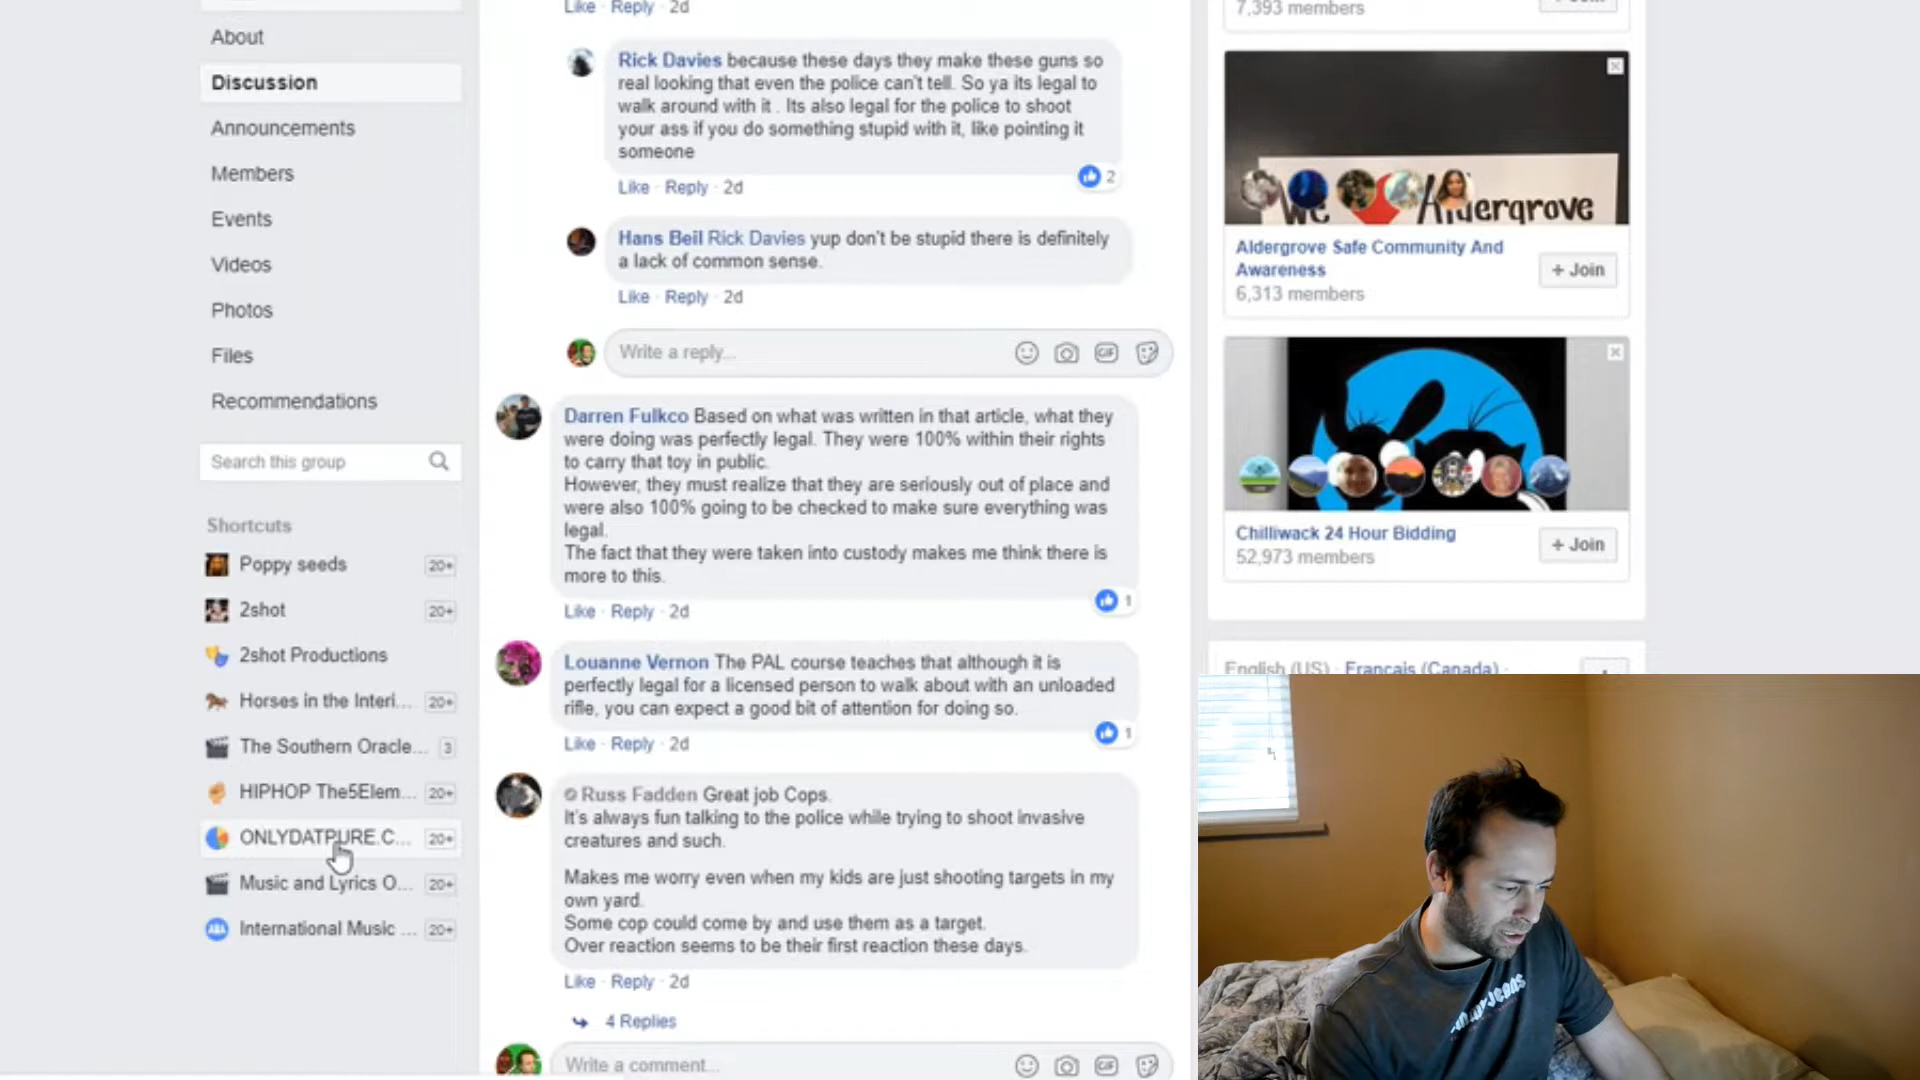 Like · Reply · 2d
7,393 members
About
Discussion
Announcements
Members
Events
Videos
Photos
Files
Recommendations
Search this group
Shortcuts
Poppy seeds 20+
2shot 20+
2shot Productions
Horses in the Interi... 20+
The Southern Oracle... 3
HIPHOP The5Elem... 20+
ONLYDATPURE.C... 20+
Music and Lyrics O... 20+
International Music ... 20+
Rick Davies because these days they make these guns so
real looking that even the police can't tell. So ya its legal to
walk around with it . Its also legal for the police to shoot
your ass if you do something stupid with it, like pointing it
someone
2
Like · Reply · 2d
Hans Beil Rick Davies yup don't be stupid there is definitely
a lack of common sense.
Like · Reply · 2d
Write a reply...
GIF
Darren Fulkco Based on what was written in that article, what they
were doing was perfectly legal. They were 100% within their rights
to carry that toy in public.
However, they must realize that they are seriously out of place and
were also 100% going to be checked to make sure everything was
legal.
The fact that they were taken into custody makes me think there is
more to this.
1
Like · Reply · 2d
Louanne Vernon The PAL course teaches that although it is
perfectly legal for a licensed person to walk about with an unloaded
rifle, you can expect a good bit of attention for doing so.
1
Like · Reply · 2d
Russ Fadden Great job Cops.
It's always fun talking to the police while trying to shoot invasive
creatures and such.
Makes me worry even when my kids are just shooting targets in my
own yard.
Some cop could come by and use them as a target.
Over reaction seems to be their first reaction these days.
Like · Reply · 2d
4 Replies
Write a comment...
GIF
We Aldergrove
Aldergrove Safe Community And
Awareness
6,313 members
+ Join
Chilliwack 24 Hour Bidding
52,973 members
+ Join
English (US) · Français (Canada) ·